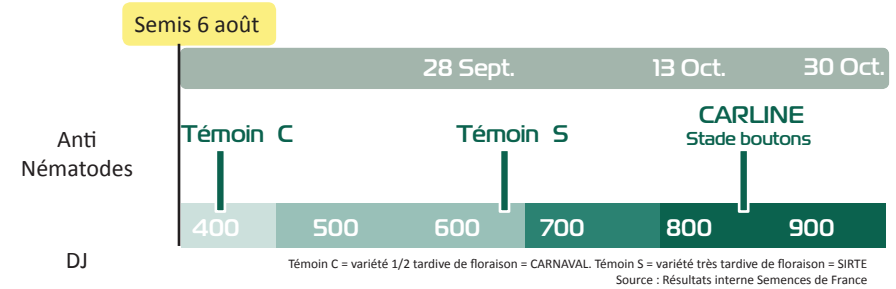 Semis 6 août
28 Sept. 13 Oct. 30 Oct.
Anti
Nématodes
Témoin C Témoin S CARLINE
Stade boutons
400 500 600 700 800 900
DJ
Témoin C = variété 1/2 tardive de floraison = CARNAVAL. Témoin S = variété très tardive de floraison = SIRTE
Source : Résultats interne Semences de France